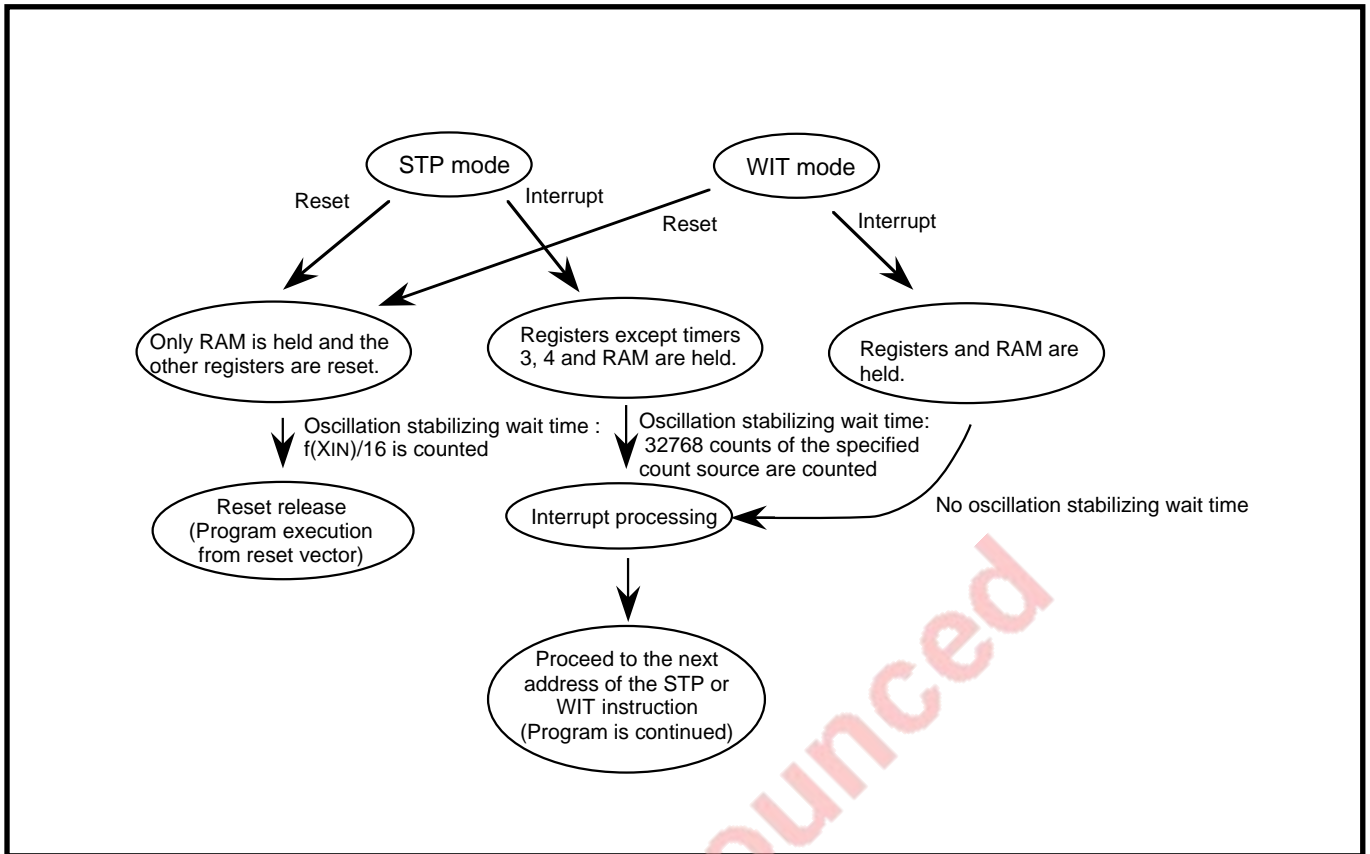 STP mode
WIT mode
Reset
Interrupt
Reset
Interrupt
Only RAM is held and the
other registers are reset.
Registers except timers
3, 4 and RAM are held.
Registers and RAM are
held.
Oscillation stabilizing wait time :
f(XIN)/16 is counted
Oscillation stabilizing wait time:
32768 counts of the specified
count source are counted
No oscillation stabilizing wait time
Reset release
(Program execution
from reset vector)
Interrupt processing
Proceed to the next
address of the STP or
WIT instruction
(Program is continued)
ounced